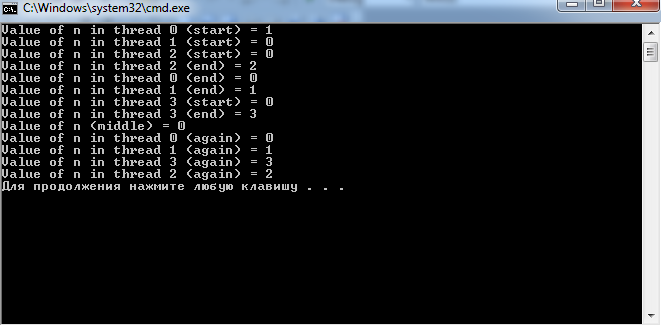 C:\Windows\system32\cmd.exe
Value of n in thread 0 (start) = 1
Value of n in thread 1 (start) = 0
Value of n in thread 2 (start) = 0
Value of n in thread 2 (end) = 2
Value of n in thread 0 (end) = 0
Value of n in thread 1 (end) = 1
Value of n in thread 3 (start) = 0
Value of n in thread 3 (end) = 3
Value of n (middle) = 0
Value of n in thread 0 (again) = 0
Value of n in thread 1 (again) = 1
Value of n in thread 3 (again) = 3
Value of n in thread 2 (again) = 2
Для продолжения нажмите любую клавишу . . .